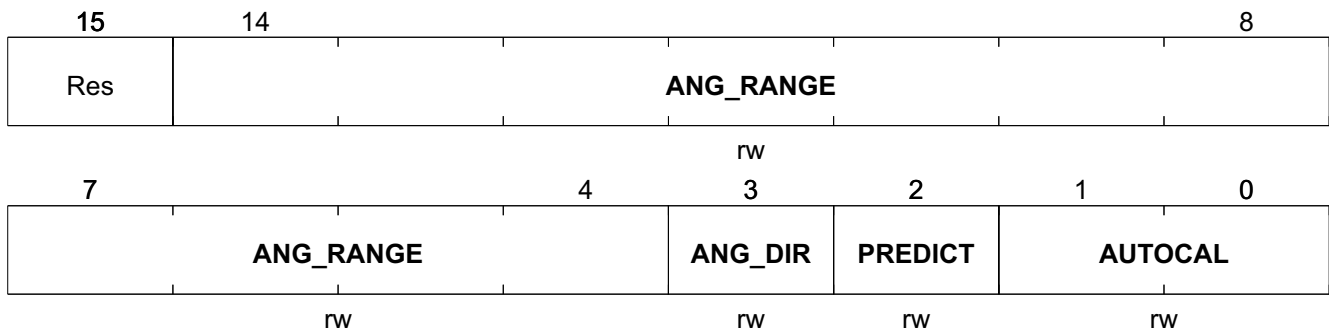 15 14 8
Res ANG_RANGE
rw
7 4 3 2 1 0
ANG_RANGE ANG_DIR PREDICT AUTOCAL
rw rw rw rw